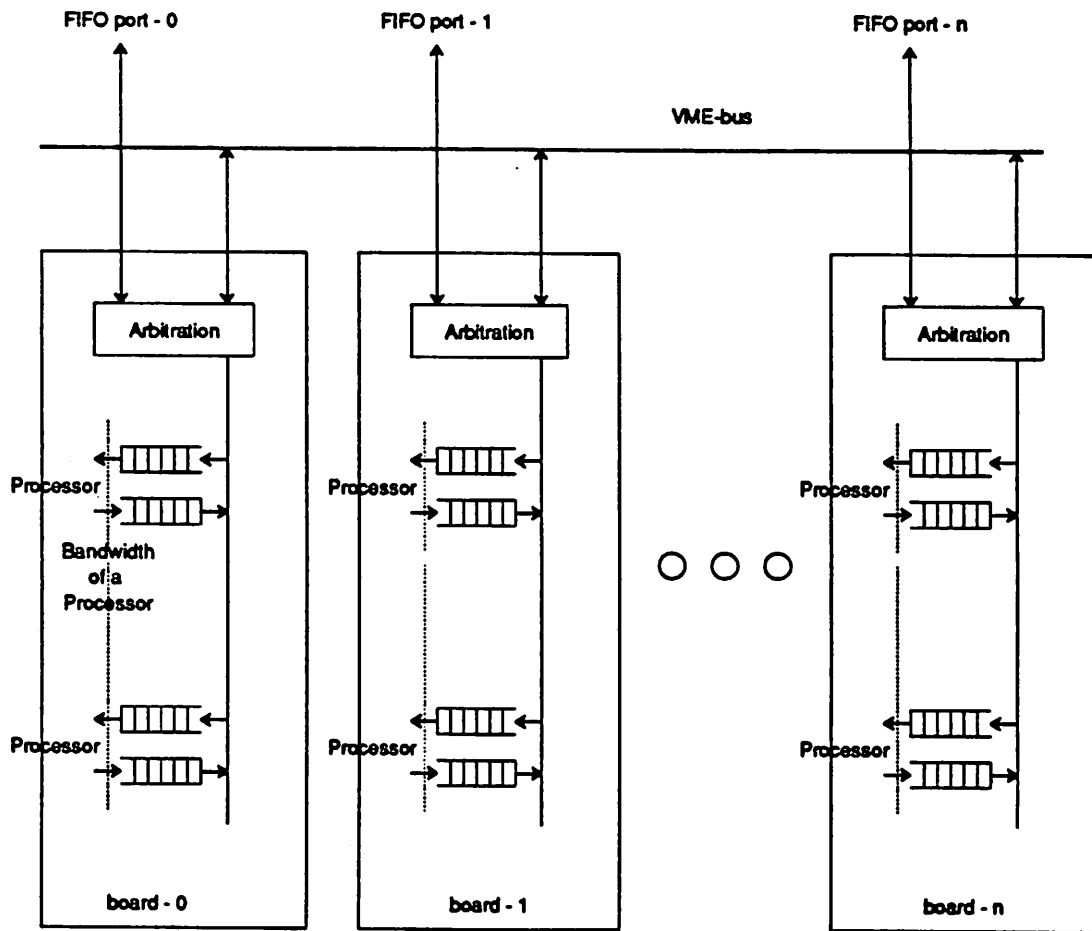 FIFO port - 0
FIFO port - 1
FIFO port - n
VME-bus
Arbitration
Arbitration
Arbitration
Processor
Processor
Processor
Bandwidth
of a
Processor
Processor
Processor
Processor
board - 0
board - 1
board - n